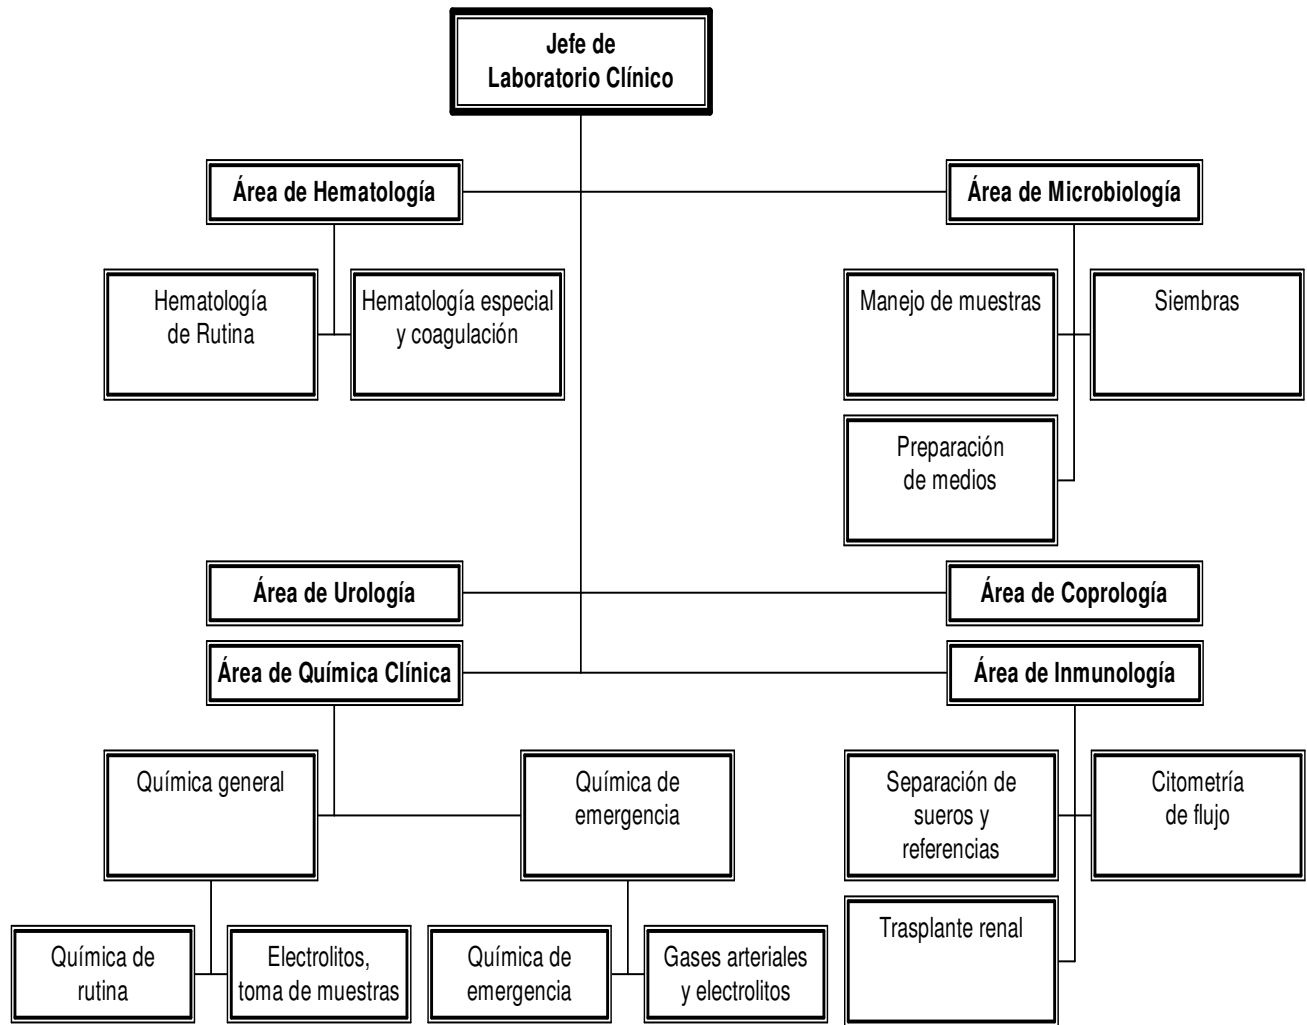 Jefe de
Laboratorio Clínico
Área de Hematología
Área de Microbiología
Hematología
de Rutina
Hematología especial
y coagulación
Manejo de muestras
Siembras
Preparación
de medios
Área de Urología
Área de Coprología
Área de Química Clínica
Área de Inmunología
Química general
Química de
emergencia
Separación de
sueros y
referencias
Citometría
de flujo
Química de
rutina
Electrolitos,
toma de muestras
Química de
emergencia
Gases arteriales
y electrolitos
Trasplante renal